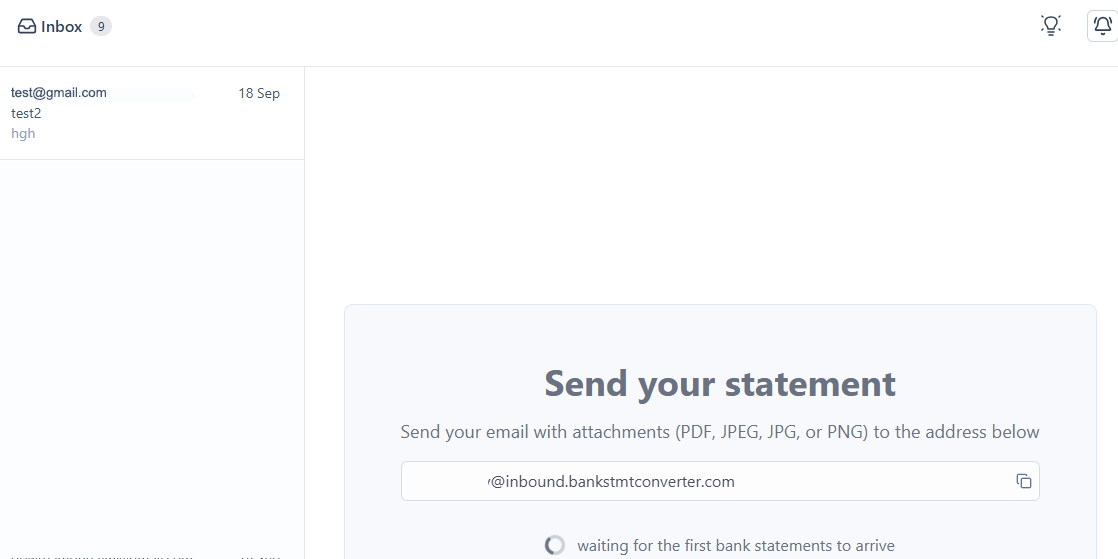 Inbox 9
test@gmail.com 18 Sep
test2
hgh
Send your statement
Send your email with attachments (PDF, JPEG, JPG, or PNG) to the address below
@inbound.bankstmtconverter.com
waiting for the first bank statements to arrive